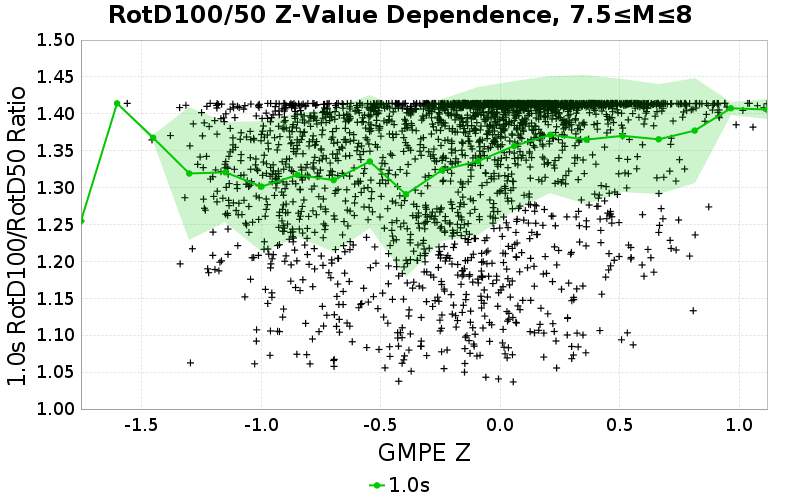 RotD100/50 Z-Value Dependence, 7.5≤M≤8
1.0s RotD100/RotD50 Ratio
1.50
1.45
1.40
1.35
1.30
1.25
1.20
1.15
1.10
1.05
1.00
-1.5 -1.0 -0.5 0.0 0.5 1.0
GMPE Z
1.0s